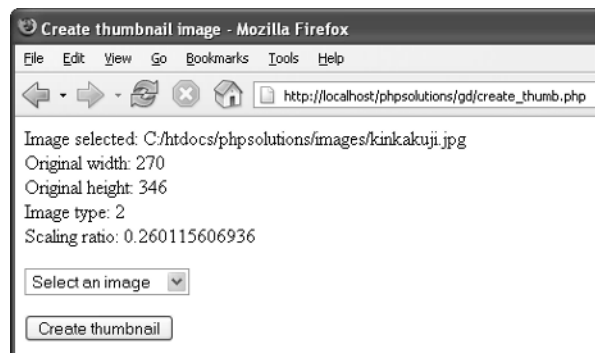 Create thumbnail image - Mozilla Firefox
File Edit View Go Bookmarks Tools Help
http://localhost/phpsolutions/gd/create_thumb.php
Image selected: C:/htdocs/phpsolutions/images/kinkakuji.jpg
Original width: 270
Original height: 346
Image type: 2
Scaling ratio: 0.260115606936
Select an image
Create thumbnail